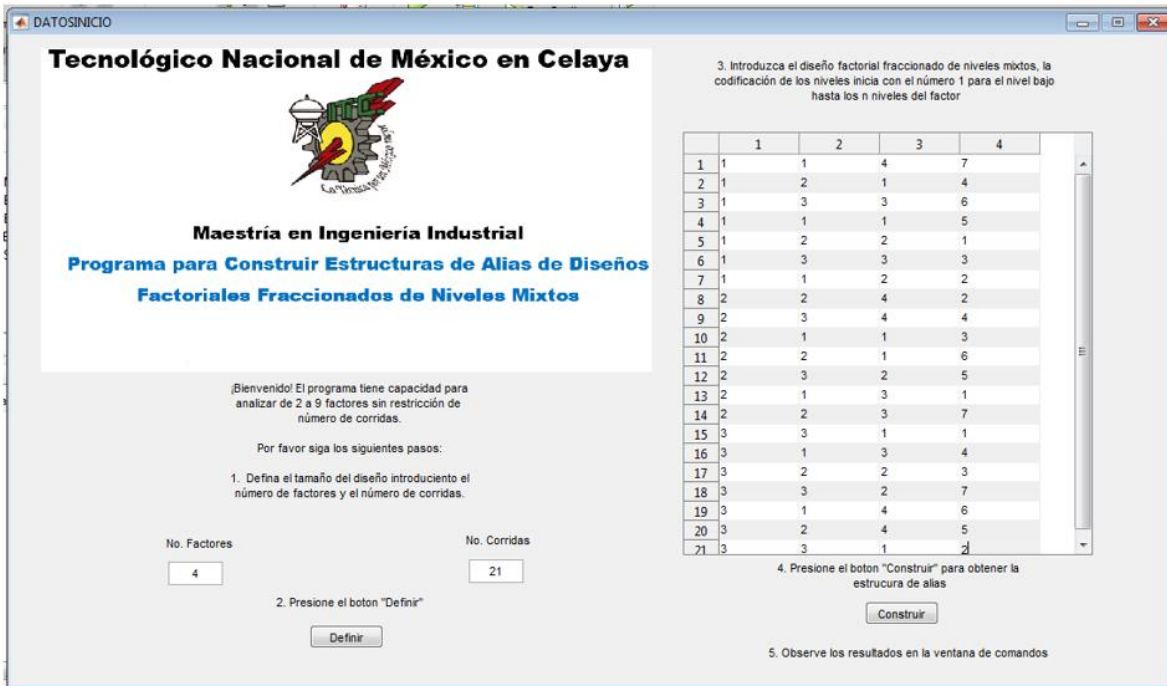 DATOSINICIO
Tecnológico Nacional de México en Celaya
Maestría en Ingeniería Industrial
Programa para Construir Estructuras de Alias de Diseños
Factoriales Fraccionados de Niveles Mixtos
¡Bienvenido! El programa tiene capacidad para
analizar de 2 a 9 factores sin restricción de
número de corridas.
Por favor siga los siguientes pasos:
1. Defina el tamaño del diseño introduciento el
número de factores y el número de corridas.
No. Factores
No. Corridas
4
21
2. Presione el boton "Definir"
Definir
3. Introduzca el diseño factorial fraccionado de niveles mixtos, la
codificación de los niveles inicia con el número 1 para el nivel bajo
hasta los n niveles del factor
1 2 3 4
1 1 1 4 7
2 1 2 1 4
3 1 3 3 6
4 1 1 1 5
5 1 2 2 1
6 1 3 3 3
7 1 1 2 2
8 2 2 4 2
9 2 3 4 4
10 2 1 1 3
11 2 2 1 6
12 2 3 2 5
13 2 1 3 1
14 2 2 3 7
15 3 3 1 1
16 3 1 3 4
17 3 2 2 3
18 3 3 2 7
19 3 1 4 6
20 3 2 4 5
21 3 3 1 2
4. Presione el boton "Construir" para obtener la
estrucura de alias
Construir
5. Observe los resultados en la ventana de comandos